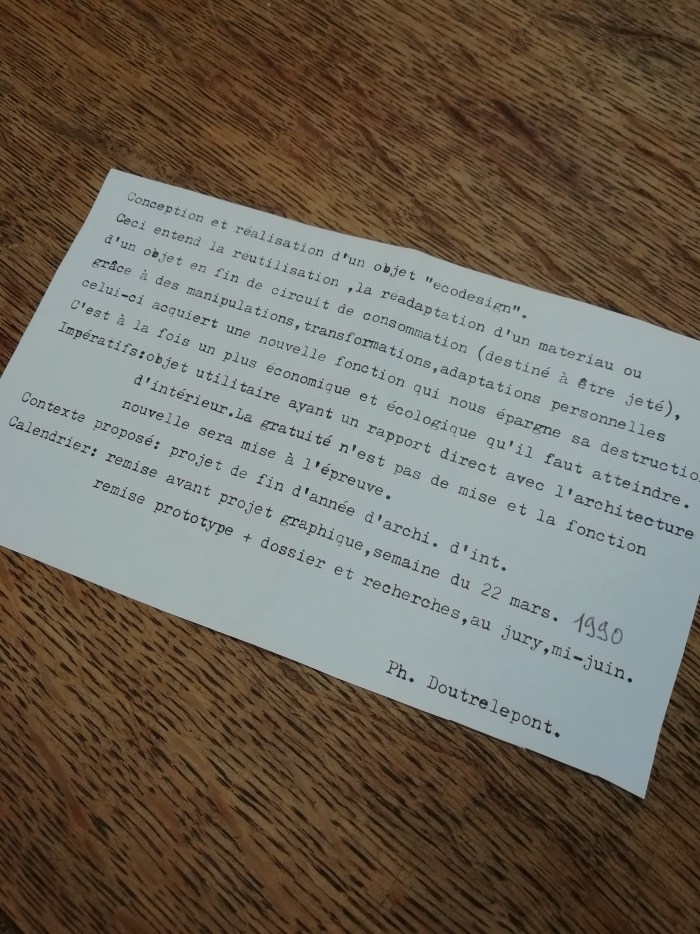 Conception et réalisation d'un objet "ecodesign".
Ceci entend la réutilisation ,la réadaptation d'un materiau ou
d'un objet en fin de circuit de consommation (destiné à être jeté),
grâce à des manipulations,transformations,adaptations personnelles
celui-ci acquiert une nouvelle fonction qui nous épargne sa destructio
C'est à la fois un plus économique et écologique qu'il faut atteindre.
Impératifs:objet utilitaire ayant un rapport direct avec l'architecture
d'intérieur.La gratuité n'est pas de mise et la fonction
nouvelle sera mise à l'épreuve.
Contexte proposé: projet de fin d'année d'archi. d'int.
Calendrier: remise avant projet graphique,semaine du 22 mars. 1990
remise prototype + dossier et recherches,au jury,mi-juin.
Ph. Doutrelepont.